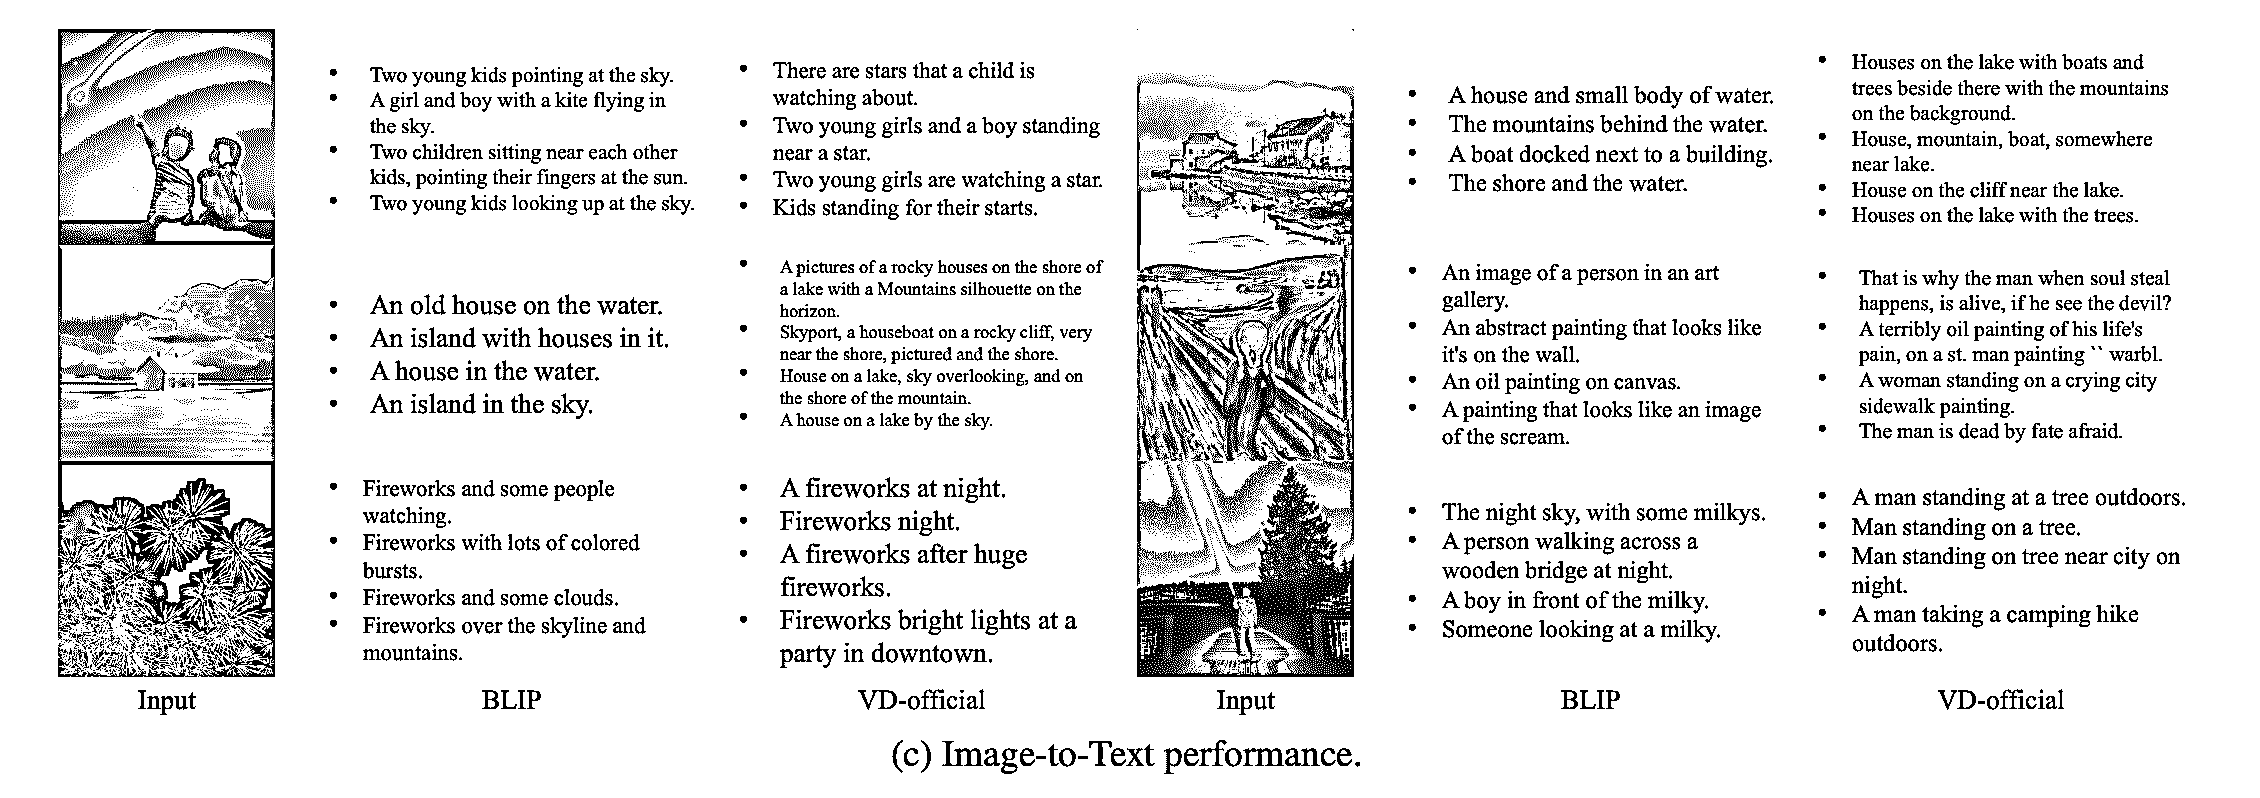 • Two young kids pointing at the sky.
• A girl and boy with a kite flying in
the sky.
• Two children sitting near each other
kids, pointing their fingers at the sun.
• Two young kids looking up at the sky.
• There are stars that a child is
watching about.
• Two young girls and a boy standing
near a star.
• Two young girls are watching a star.
• Kids standing for their starts.
• An old house on the water.
• An island with houses in it.
• A house in the water.
• An island in the sky.
• A pictures of a rocky houses on the shore of
a lake with a Mountains silhouette on the
horizon.
• Skyport, a houseboat on a rocky cliff, very
near the shore, pictured and the shore.
• House on a lake, sky overlooking, and on
the shore of the mountain.
• A house on a lake by the sky.
• Fireworks and some people
watching.
• Fireworks with lots of colored
bursts.
• Fireworks and some clouds.
• Fireworks over the skyline and
mountains.
• A fireworks at night.
• Fireworks night.
• A fireworks after huge
fireworks.
• Fireworks bright lights at a
party in downtown.
Input
BLIP
VD-official
• A house and small body of water.
• The mountains behind the water.
• A boat docked next to a building.
• The shore and the water.
• Houses on the lake with boats and
trees beside there with the mountains
on the background.
• House, mountain, boat, somewhere
near lake.
• House on the cliff near the lake.
• Houses on the lake with the trees.
• An image of a person in an art
gallery.
• An abstract painting that looks like
it's on the wall.
• An oil painting on canvas.
• A painting that looks like an image
of the scream.
• That is why the man when soul steal
happens, is alive, if he see the devil?
• A terribly oil painting of his life's
pain, on a st. man painting `` warbl.
• A woman standing on a crying city
sidewalk painting.
• The man is dead by fate afraid.
• The night sky, with some milkys.
• A person walking across a
wooden bridge at night.
• A boy in front of the milky.
• Someone looking at a milky.
• A man standing at a tree outdoors.
• Man standing on a tree.
• Man standing on tree near city on
night.
• A man taking a camping hike
outdoors.
Input
BLIP
VD-official
(c) Image-to-Text performance.